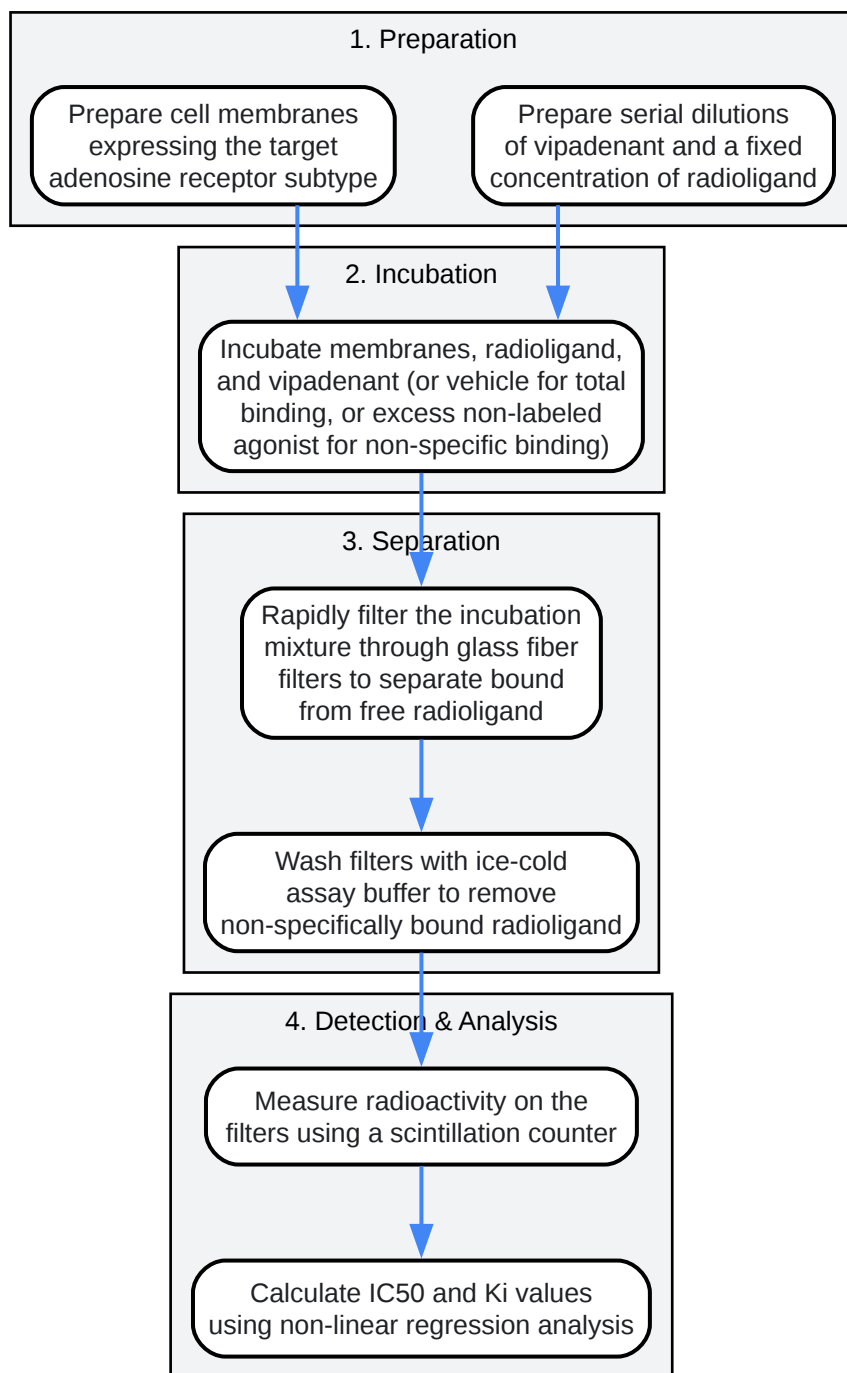 1. Preparation
Prepare cell membranes
expressing the target
adenosine receptor subtype
Prepare serial dilutions
of vipadenant and a fixed
concentration of radioligand
2. Incubation
Incubate membranes, radioligand,
and vipadenant (or vehicle for total
binding, or excess non-labeled
agonist for non-specific binding)
3. Separation
Rapidly filter the incubation
mixture through glass fiber
filters to separate bound
from free radioligand
Wash filters with ice-cold
assay buffer to remove
non-specifically bound radioligand
4. Detection & Analysis
Measure radioactivity on the
filters using a scintillation counter
Calculate IC50 and Ki values
using non-linear regression analysis